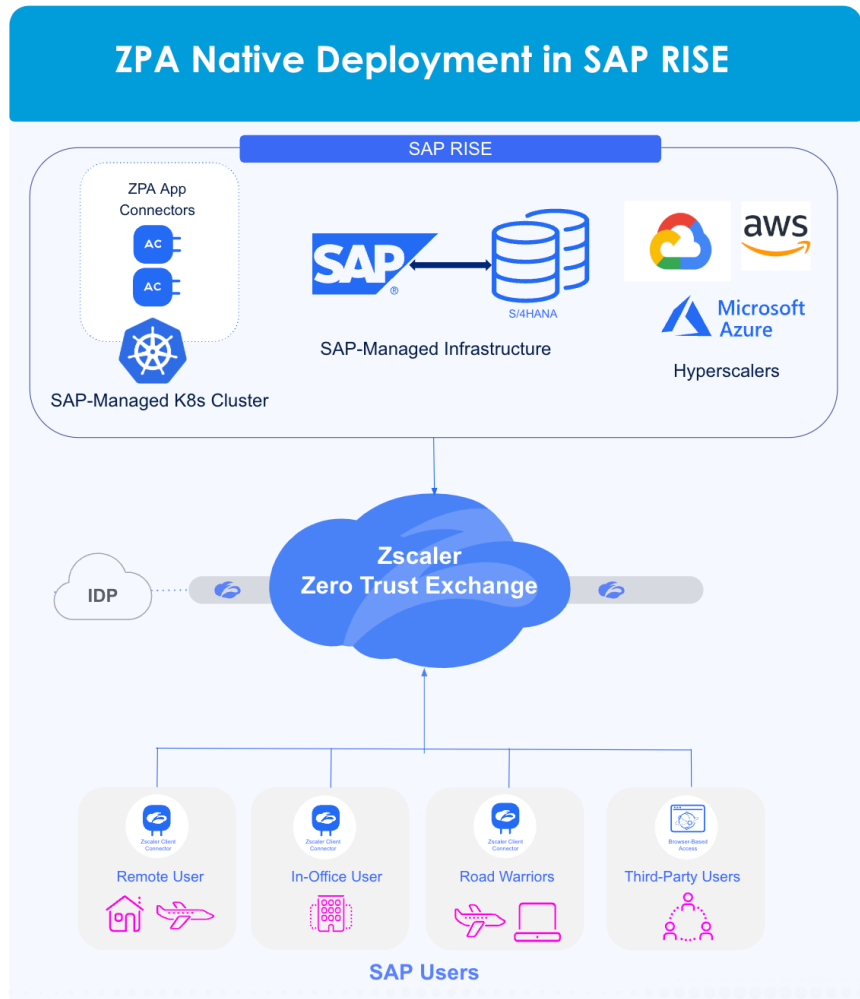 ZPA Native Deployment in SAP RISE
SAP RISE
ZPA App
Connectors
AC
AC
SAP-Managed K8s Cluster
SAP
®
S/4HANA
SAP-Managed Infrastructure
aws
Microsoft
Azure
Hyperscalers
Zscaler
Zero Trust Exchange
IDP
Zscaler Client
Connector
Remote User
Zscaler Client
Connector
In-Office User
Zscaler Client
Connector
Road Warriors
Browser-Based
Access
Third-Party Users
SAP Users